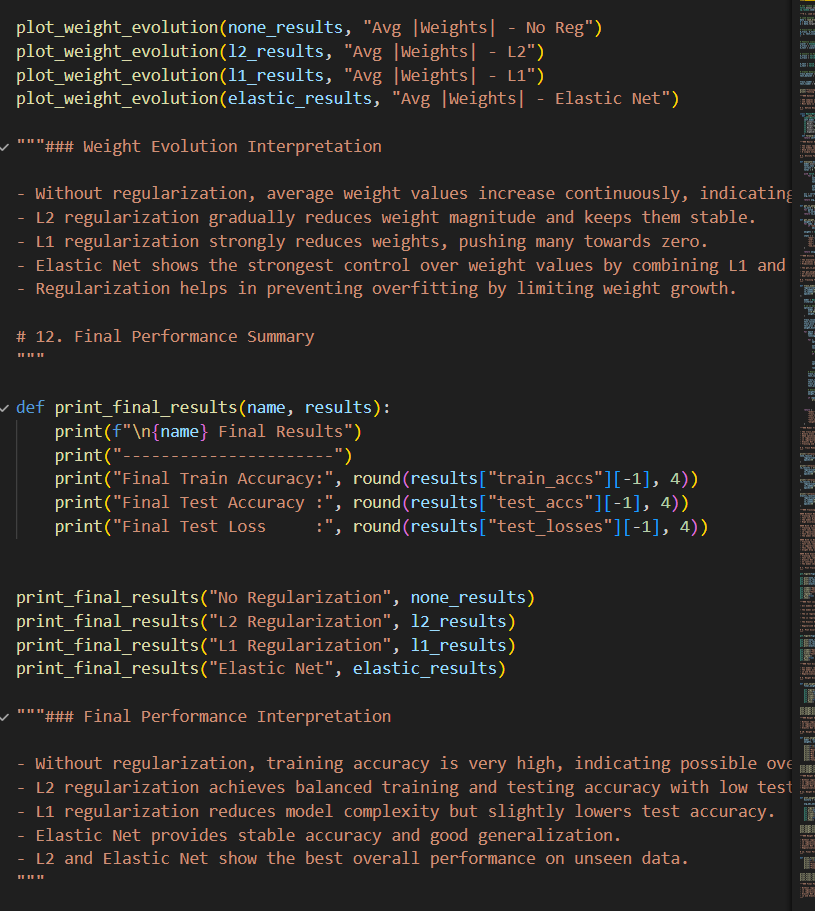 plot_weight_evolution(none_results, "Avg |Weights| - No Reg")
plot_weight_evolution(l2_results, "Avg |Weights| - L2")
plot_weight_evolution(l1_results, "Avg |Weights| - L1")
plot_weight_evolution(elastic_results, "Avg |Weights| - Elastic Net")
"""### Weight Evolution Interpretation
- Without regularization, average weight values increase continuously, indicating
- L2 regularization gradually reduces weight magnitude and keeps them stable.
- L1 regularization strongly reduces weights, pushing many towards zero.
- Elastic Net shows the strongest control over weight values by combining L1 and
- Regularization helps in preventing overfitting by limiting weight growth.
# 12. Final Performance Summary
"""
def print_final_results(name, results):
    print(f"\n{name} Final Results")
    print("----------------------")
    print("Final Train Accuracy:", round(results["train_accs"][-1], 4))
    print("Final Test Accuracy :", round(results["test_accs"][-1], 4))
    print("Final Test Loss     :", round(results["test_losses"][-1], 4))
print_final_results("No Regularization", none_results)
print_final_results("L2 Regularization", l2_results)
print_final_results("L1 Regularization", l1_results)
print_final_results("Elastic Net", elastic_results)
"""### Final Performance Interpretation
- Without regularization, training accuracy is very high, indicating possible ove
- L2 regularization achieves balanced training and testing accuracy with low test
- L1 regularization reduces model complexity but slightly lowers test accuracy.
- Elastic Net provides stable accuracy and good generalization.
- L2 and Elastic Net show the best overall performance on unseen data.
"""